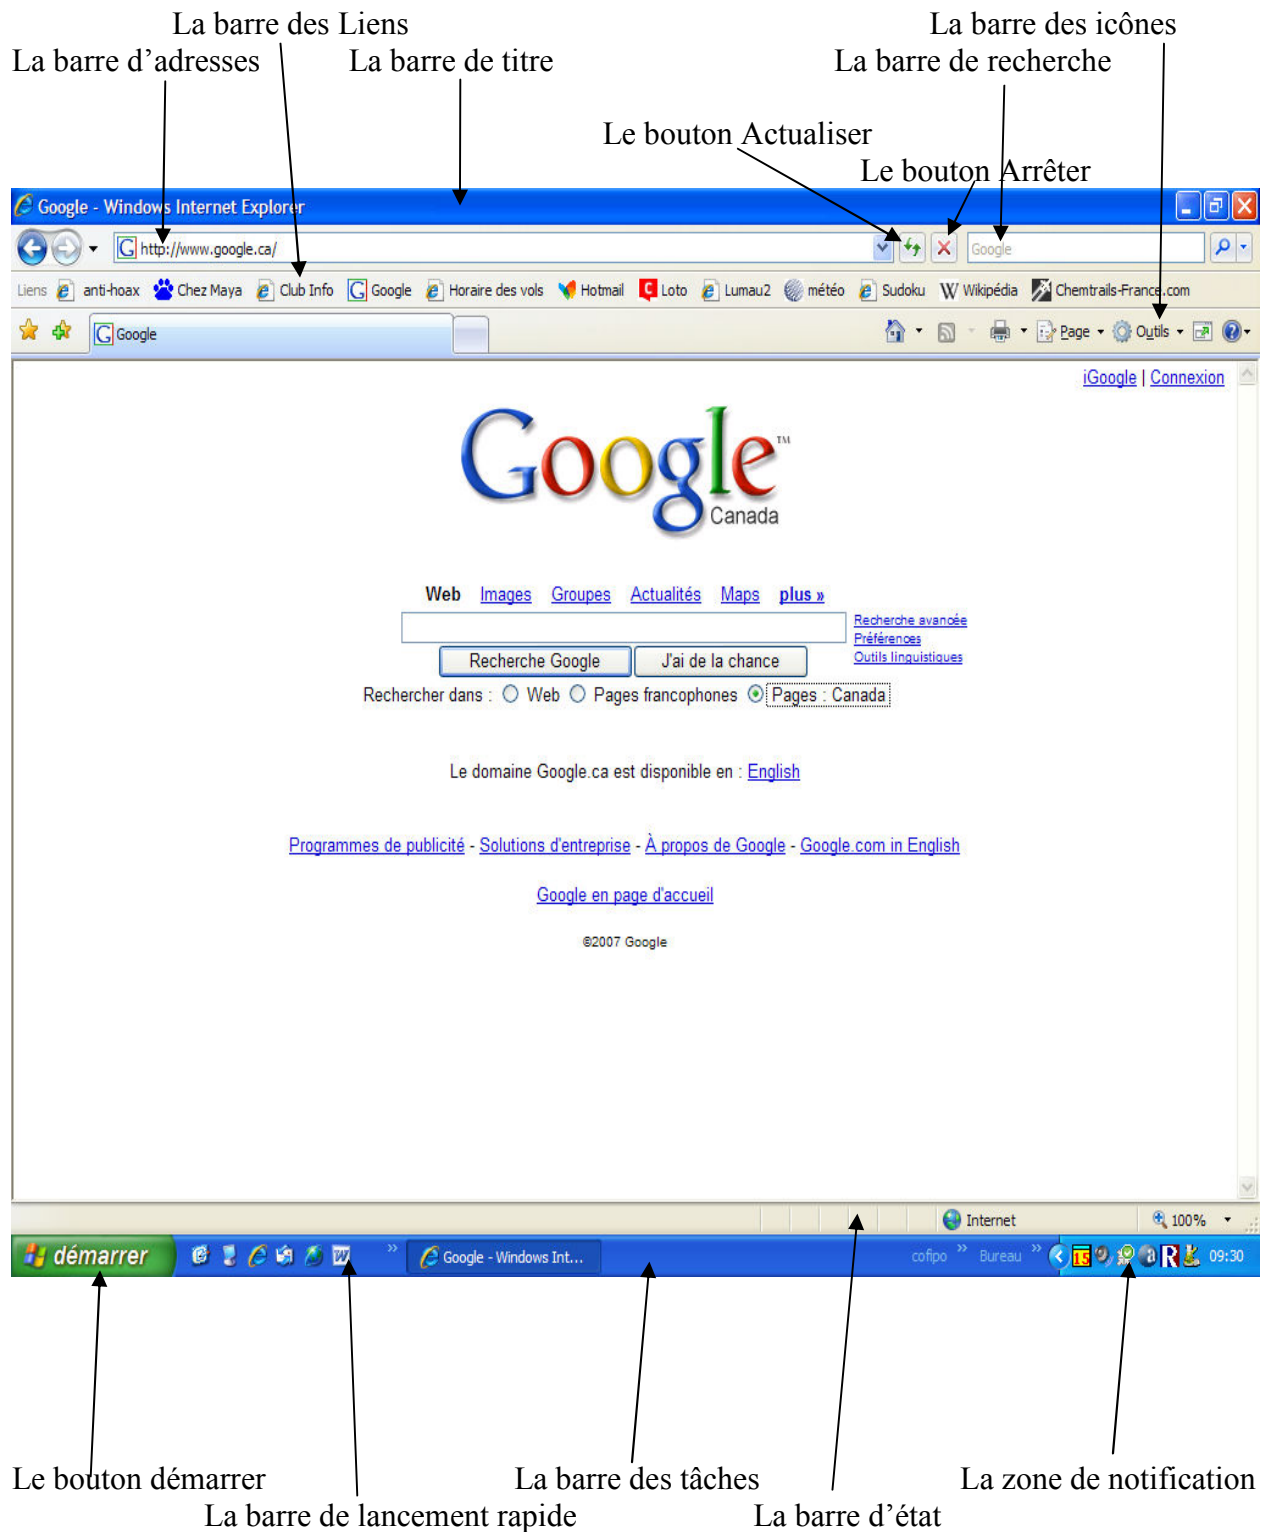 La barre des Liens La barre des icônes
La barre d’adresses La barre de titre La barre de recherche
Le bouton Actualiser
Le bouton Arrêter
Google - Windows Internet Explorer
http://www.google.ca/ Google
Liens anti-hoax Chez Maya Club Info Google Horaire des vols Hotmail Loto Lumau2 météo Sudoku Wikipédia Chemtrails-France.com
Google Page Outils
iGoogle | Connexion
Google™
Canada
Web Images Groupes Actualités Maps plus »
Recherche avancée
Préférences
Outils linguistiques
Recherche Google J'ai de la chance
Rechercher dans : Web Pages francophones Pages : Canada
Le domaine Google.ca est disponible en : English
Programmes de publicité - Solutions d'entreprise - À propos de Google - Google.com in English
Google en page d'accueil
©2007 Google
Internet 100%
démarrer » Google - Windows Int... cofipo » Bureau » 15 09:30
Le bouton démarrer La barre des tâches La zone de notification
La barre de lancement rapide La barre d’état